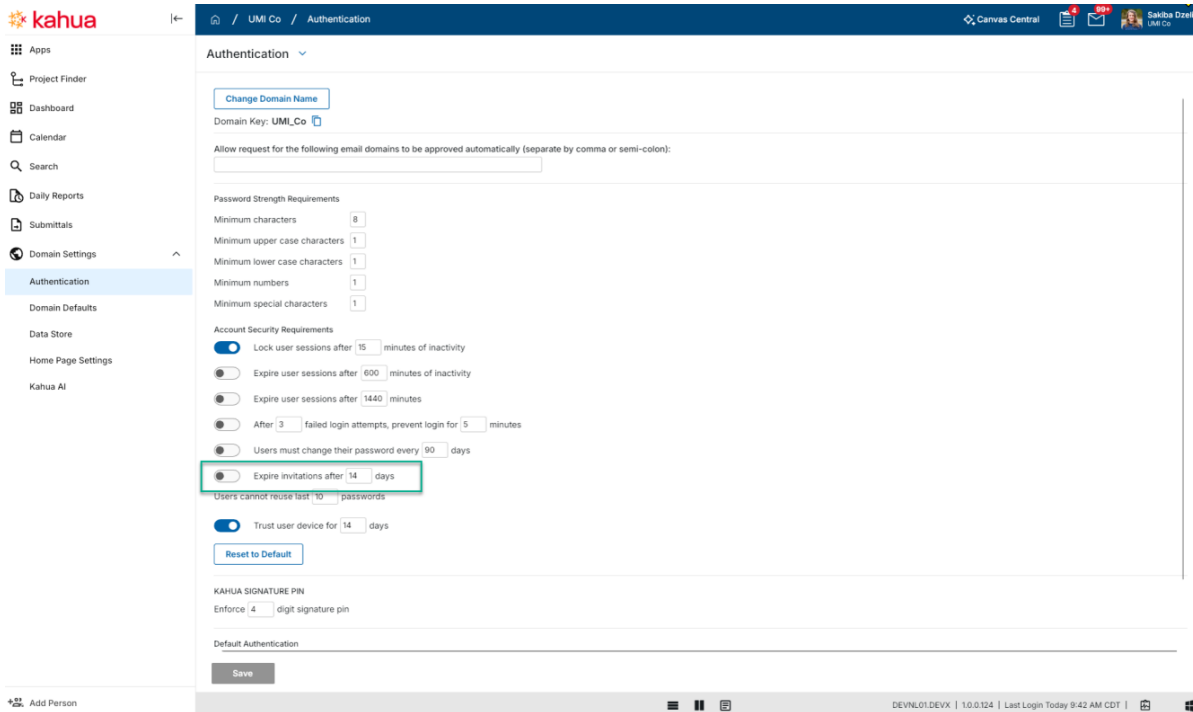 kahua
UMI Co / Authentication
Canvas Central
4
99+
Sakiba Dzeli
UMI Co
Apps
Project Finder
Dashboard
Calendar
Search
Daily Reports
Submittals
Domain Settings
Authentication
Domain Defaults
Data Store
Home Page Settings
Kahua AI
Add Person
Authentication
Change Domain Name
Domain Key: UMI_Co
Allow request for the following email domains to be approved automatically (separate by comma or semi-colon):
Password Strength Requirements
Minimum characters 8
Minimum upper case characters 1
Minimum lower case characters 1
Minimum numbers 1
Minimum special characters 1
Account Security Requirements
Lock user sessions after 15 minutes of inactivity
Expire user sessions after 600 minutes of inactivity
Expire user sessions after 1440 minutes
After 3 failed login attempts, prevent login for 5 minutes
Users must change their password every 90 days
Expire invitations after 14 days
Users cannot reuse last 10 passwords
Trust user device for 14 days
Reset to Default
KAHUA SIGNATURE PIN
Enforce 4 digit signature pin
Default Authentication
Save
DEVNL01.DEVX | 1.0.0.124 | Last Login Today 9:42 AM CDT |